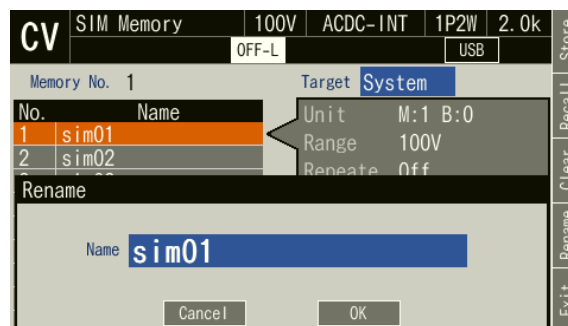 CV
SIM Memory
100V
ACDC-INT
1P2W
2.0k
OFF-L
USB
Memory No. 1
Target System
No. Name
1 sim01
2 sim02
Unit M:1 B:0
Range 100V
Repeate Off
Rename
Name sim01
Cancel
OK
Store
Recall
Clear
Rename
Exit